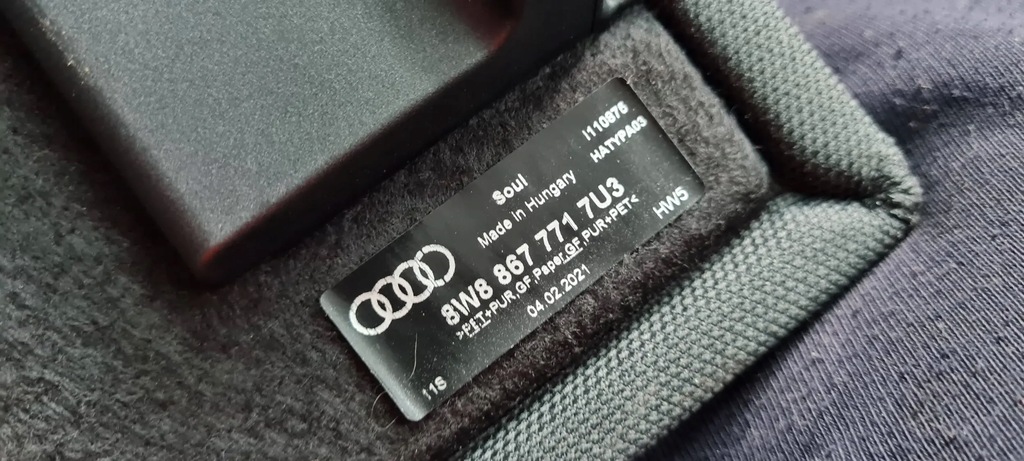 I110875
HATYPA03
Soul
Made in Hungary
8W8 867 771 7U3
>PET+PUR,GF,Paper,GF,PUR+PET<
04.02.2021
HW5
11S